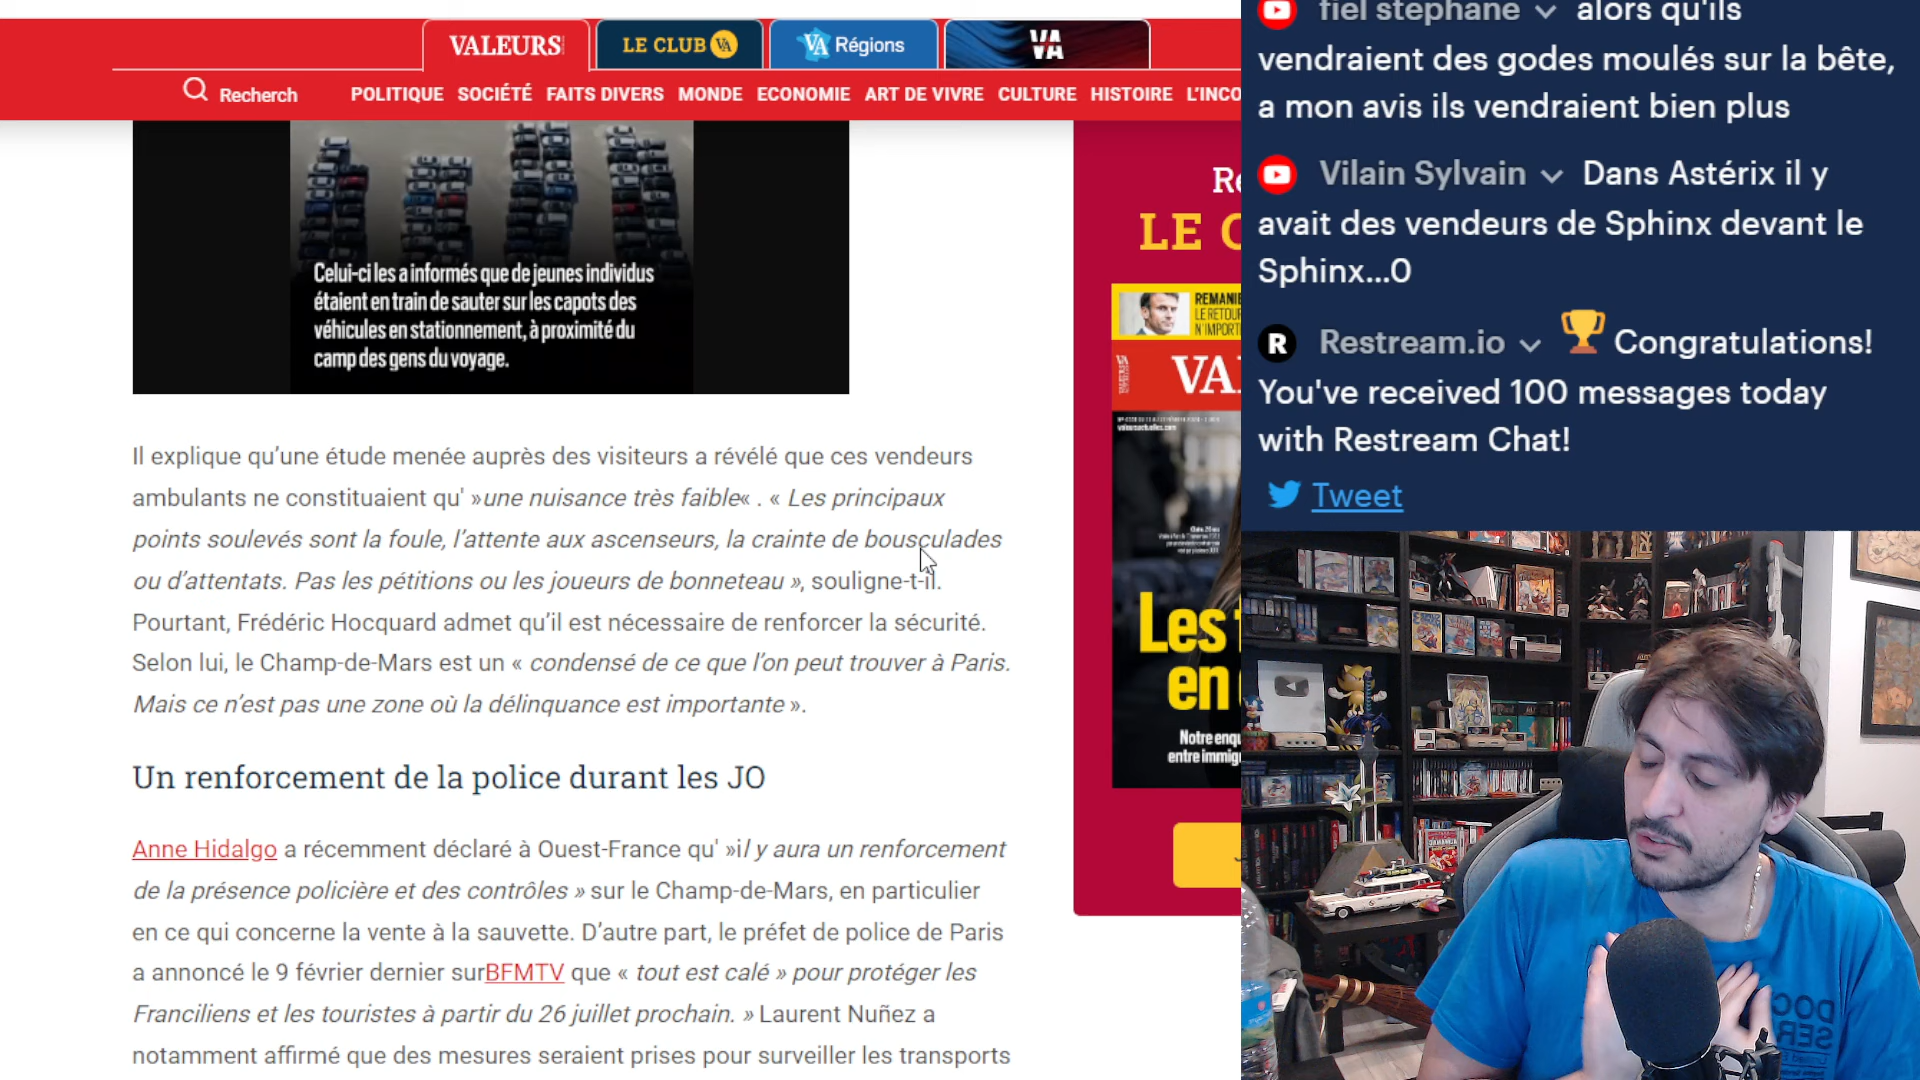 VALEURS
LE CLUB VA
VA Régions
VA
Recherch
POLITIQUE SOCIÉTÉ FAITS DIVERS MONDE ECONOMIE ART DE VIVRE CULTURE HISTOIRE L'INCO
Celui-ci les a informés que de jeunes individus
étaient en train de sauter sur les capots des
véhicules en stationnement, à proximité du
camp des gens du voyage.
Il explique qu'une étude menée auprès des visiteurs a révélé que ces vendeurs
ambulants ne constituaient qu' »une nuisance très faible« . « Les principaux
points soulevés sont la foule, l'attente aux ascenseurs, la crainte de bousculades
ou d'attentats. Pas les pétitions ou les joueurs de bonneteau », souligne-t-il.
Pourtant, Frédéric Hocquard admet qu'il est nécessaire de renforcer la sécurité.
Selon lui, le Champ-de-Mars est un « condensé de ce que l'on peut trouver à Paris.
Mais ce n'est pas une zone où la délinquance est importante ».
Un renforcement de la police durant les JO
Anne Hidalgo a récemment déclaré à Ouest-France qu' »il y aura un renforcement
de la présence policière et des contrôles » sur le Champ-de-Mars, en particulier
en ce qui concerne la vente à la sauvette. D'autre part, le préfet de police de Paris
a annoncé le 9 février dernier surBFMTV que « tout est calé » pour protéger les
Franciliens et les touristes à partir du 26 juillet prochain. » Laurent Nuñez a
notamment affirmé que des mesures seraient prises pour surveiller les transports
LE C
REMANIE
LE RETOUR
N'IMPORT
VA
valeursactuelles.com
Les
en
Notre enqu
entre immig
fiel stephane alors qu'ils
vendraient des godes moulés sur la bête,
a mon avis ils vendraient bien plus
Vilain Sylvain Dans Astérix il y
avait des vendeurs de Sphinx devant le
Sphinx...0
R Restream.io 🏆 Congratulations!
You've received 100 messages today
with Restream Chat!
Tweet